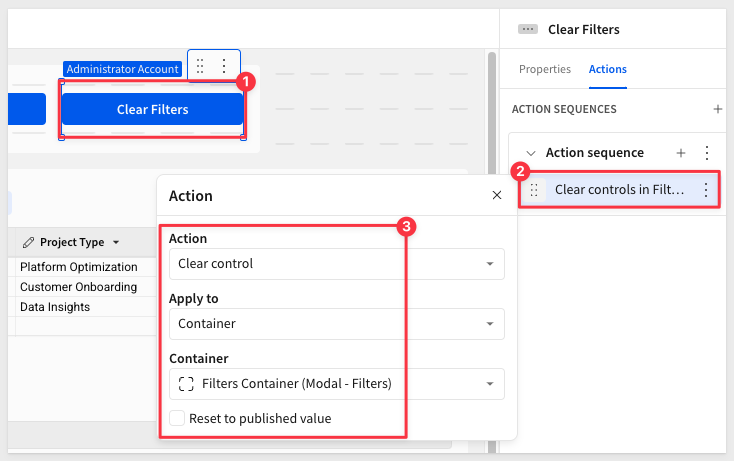 Clear Filters
Properties
Actions
ACTION SEQUENCES
Action sequence
2
Clear controls in Filt...
Administrator Account
1
Clear Filters
Project Type
Platform Optimization
Customer Onboarding
Data Insights
Action
3
Action
Clear control
Apply to
Container
Container
Filters Container (Modal - Filters)
Reset to published value